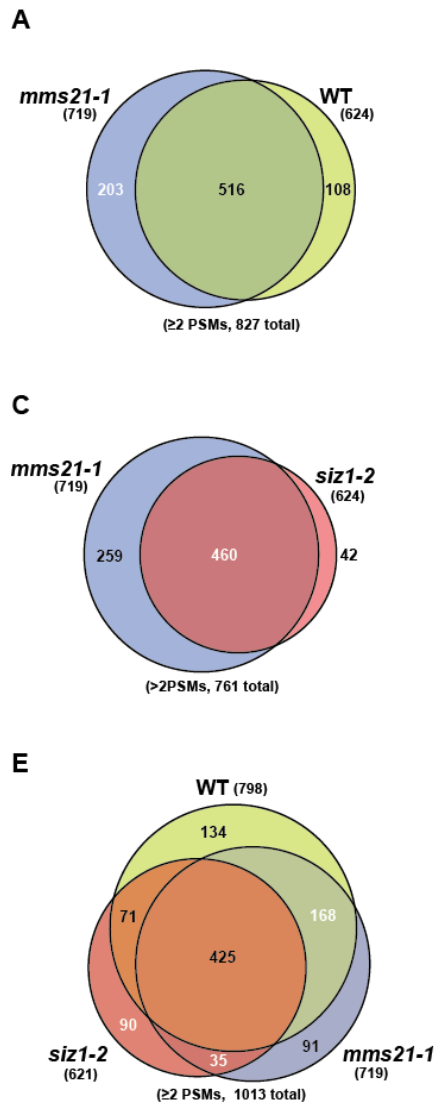 A
mms21-1
(719)
WT
(624)
203
516
108
(≥2 PSMs, 827 total)
C
mms21-1
(719)
siz1-2
(624)
259
460
42
(>2PSMs, 761 total)
E
WT (798)
134
71
168
425
90
35
91
siz1-2
(621)
mms21-1
(719)
(≥2 PSMs, 1013 total)